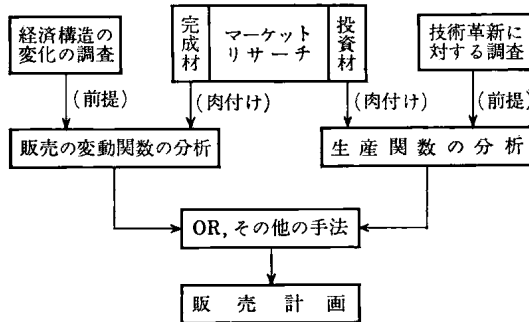 経済構造の
変化の調査
完成材
マーケット
リサーチ
投資材
技術革新に
対する調査
(前提)
(肉付け)
(肉付け)
(前提)
販売の変動関数の分析
生産関数の分析
OR,その他の手法
販売計画